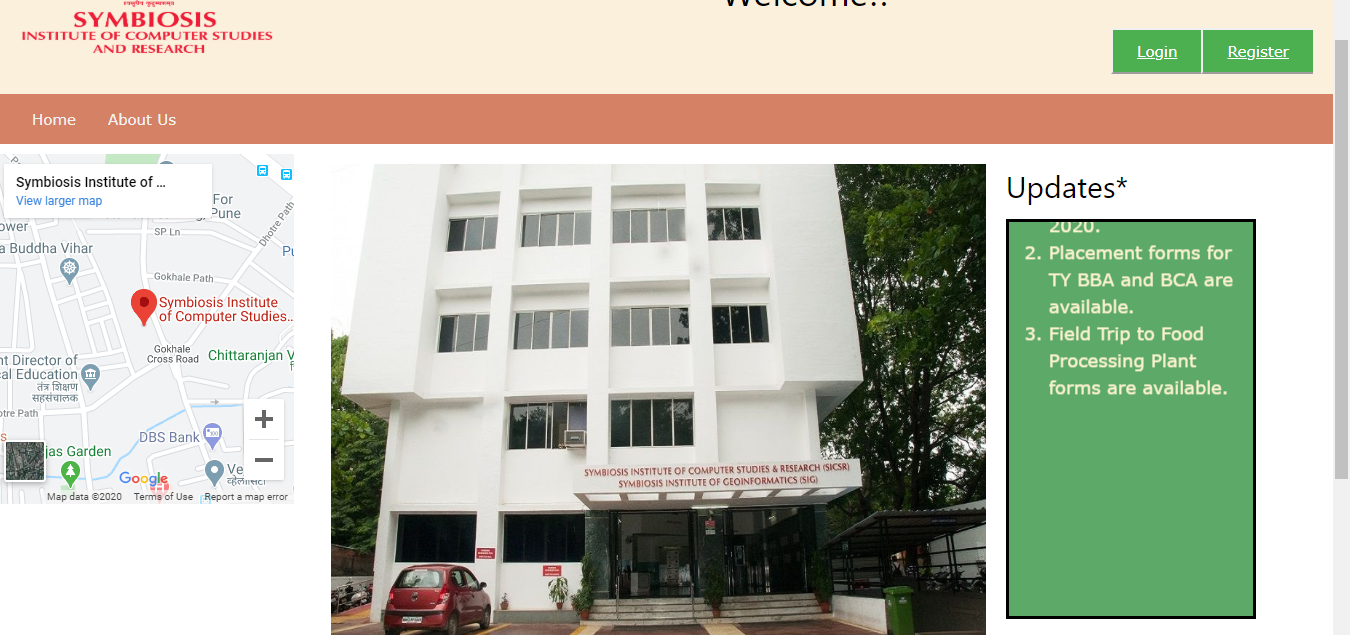 Welcome!!
SYMBIOSIS
INSTITUTE OF COMPUTER STUDIES
AND RESEARCH
Login
Register
Home
About Us
Symbiosis Institute of ...
View larger map
For
Pune
SP Ln
Dhotre Path
a Buddha Vihar
Gokhale Path
Symbiosis Institute
of Computer Studies...
Gokhale
Cross Road
Chittaranjan V
nt Director of
cal Education
तंत्र शिक्षण
सहसंचालक
otre Path
DBS Bank
jas Garden
Ve
Google
Map data ©2020
Terms of Use
Report a map error
SYMBIOSIS INSTITUTE OF COMPUTER STUDIES & RESEARCH (SICSR)
SYMBIOSIS INSTITUTE OF GEOINFORMATICS (SIG)
Updates*
2020.
2. Placement forms for
TY BBA and BCA are
available.
3. Field Trip to Food
Processing Plant
forms are available.